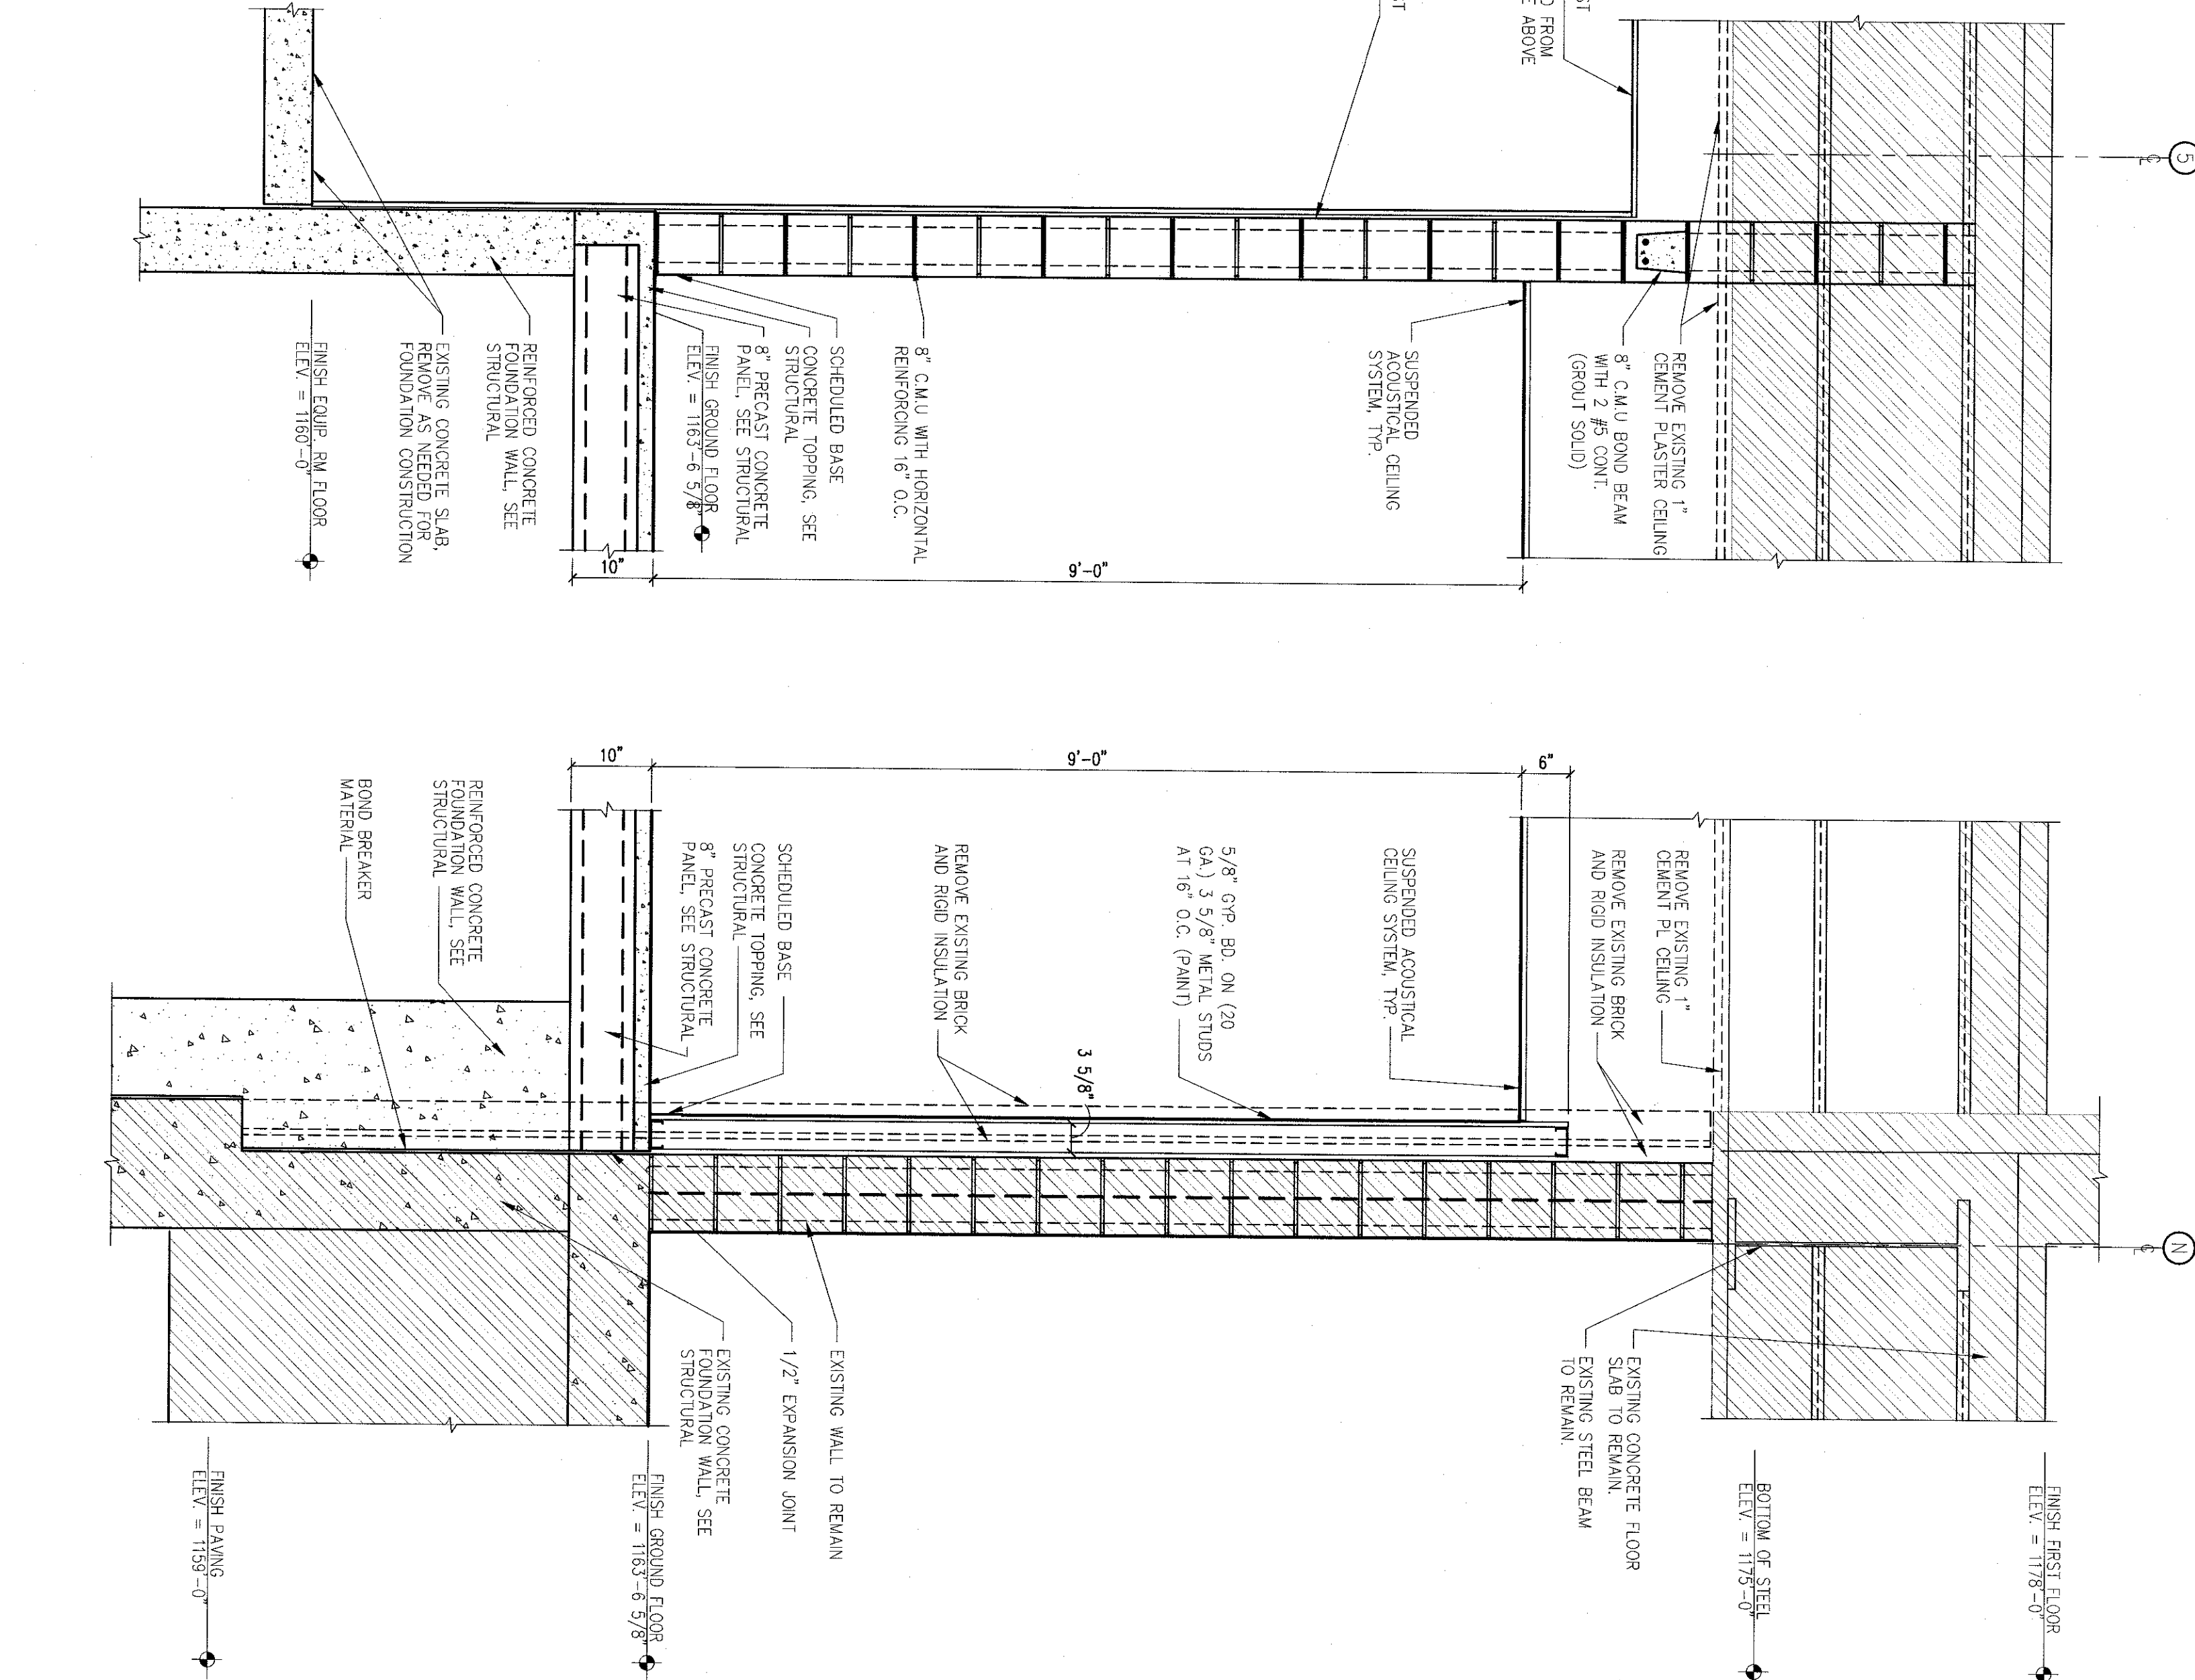 ST
D FROM
E ABOVE
ST
5
C
L
REMOVE EXISTING 1"
CEMENT PLASTER CEILING
8" C.M.U BOND BEAM
WITH 2 #5 CONT.
(GROUT SOLID)
SUSPENDED
ACOUSTICAL CEILING
SYSTEM, TYP.
8" C.M.U WITH HORIZONTAL
REINFORCING 16" O.C.
SCHEDULED BASE
CONCRETE TOPPING, SEE
STRUCTURAL
8" PRECAST CONCRETE
PANEL, SEE STRUCTURAL
FINISH GROUND FLOOR
ELEV. = 1163'-6 5/8"
REINFORCED CONCRETE
FOUNDATION WALL, SEE
STRUCTURAL
EXISTING CONCRETE SLAB,
REMOVE AS NEEDED FOR
FOUNDATION CONSTRUCTION
FINISH EQUIP. RM FLOOR
ELEV. = 1160'-0"
10"
9'-0"
10"
9'-0"
6"
REMOVE EXISTING 1"
CEMENT PL CEILING
REMOVE EXISTING BRICK
AND RIGID INSULATION
SUSPENDED ACOUSTICAL
CEILING SYSTEM, TYP.
5/8" GYP. BD. ON (20
GA.) 3 5/8" METAL STUDS
AT 16" O.C. (PAINT)
3 5/8"
REMOVE EXISTING BRICK
AND RIGID INSULATION
SCHEDULED BASE
CONCRETE TOPPING, SEE
STRUCTURAL
8" PRECAST CONCRETE
PANEL, SEE STRUCTURAL
REINFORCED CONCRETE
FOUNDATION WALL, SEE
STRUCTURAL
BOND BREAKER
MATERIAL
N
C
L
EXISTING CONCRETE FLOOR
SLAB TO REMAIN.
EXISTING STEEL BEAM
TO REMAIN.
EXISTING WALL TO REMAIN
1/2" EXPANSION JOINT
EXISTING CONCRETE
FOUNDATION WALL, SEE
STRUCTURAL
FINISH FIRST FLOOR
ELEV. = 1178'-0"
BOTTOM OF STEEL
ELEV. = 1175'-0"
FINISH GROUND FLOOR
ELEV. = 1163'-6 5/8"
FINISH PAVING
ELEV. = 1159'-0"